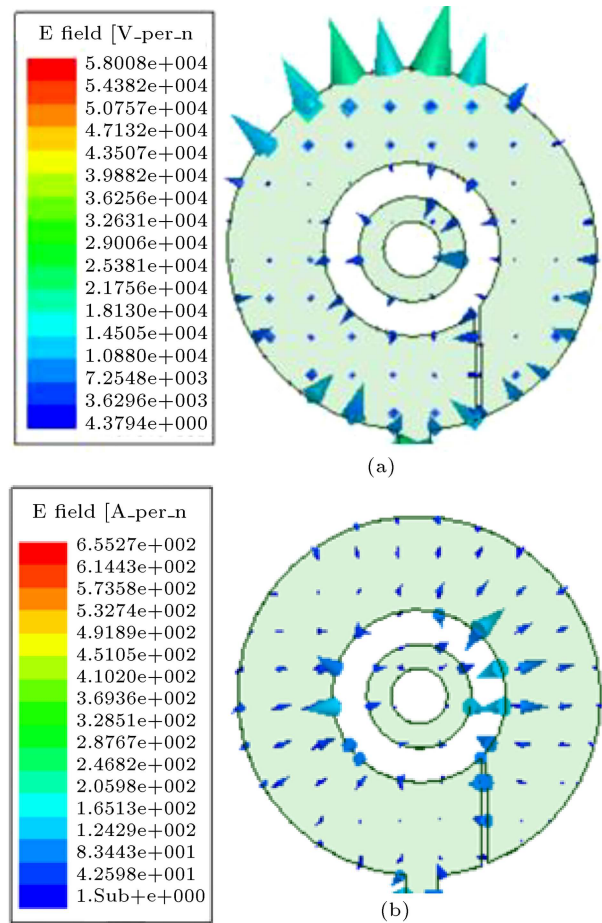 E field [V_per_n
5.8008e+004
5.4382e+004
5.0757e+004
4.7132e+004
4.3507e+004
3.9882e+004
3.6256e+004
3.2631e+004
2.9006e+004
2.5381e+004
2.1756e+004
1.8130e+004
1.4505e+004
1.0880e+004
7.2548e+003
3.6296e+003
4.3794e+000
(a)
E field [A_per_n
6.5527e+002
6.1443e+002
5.7358e+002
5.3274e+002
4.9189e+002
4.5105e+002
4.1020e+002
3.6936e+002
3.2851e+002
2.8767e+002
2.4682e+002
2.0598e+002
1.6513e+002
1.2429e+002
8.3443e+001
4.2598e+001
1.Sub+e+000
(b)